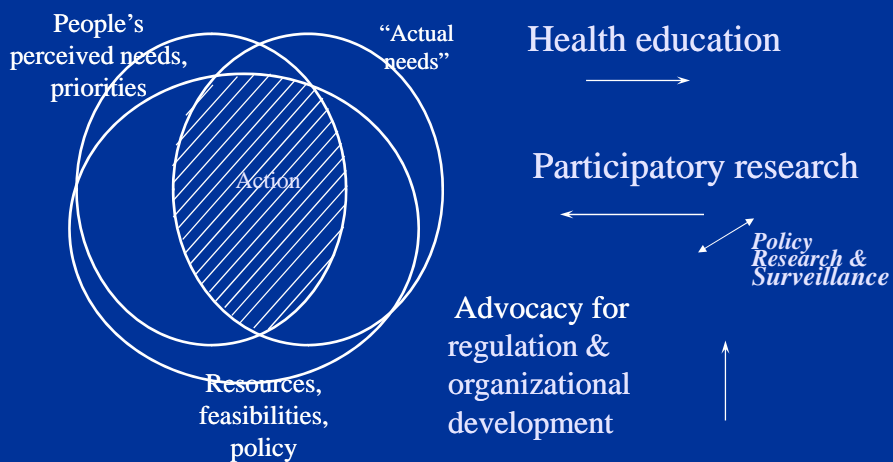 People’s
perceived needs,
priorities
“Actual
needs”
Health education
Action
Participatory research
Policy
Research &
Surveillance
Advocacy for
regulation &
organizational
development
Resources,
feasibilities,
policy